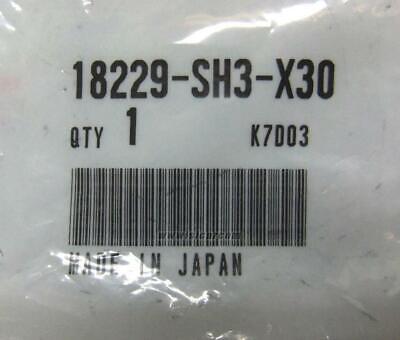 18229-SH3-X30
QTY 1 K7D03
MADE IN JAPAN